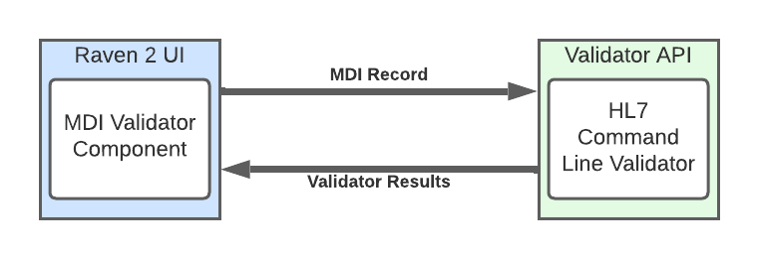 Raven 2 UI
MDI Validator
Component
MDI Record
Validator Results
Validator API
HL7
Command
Line Validator